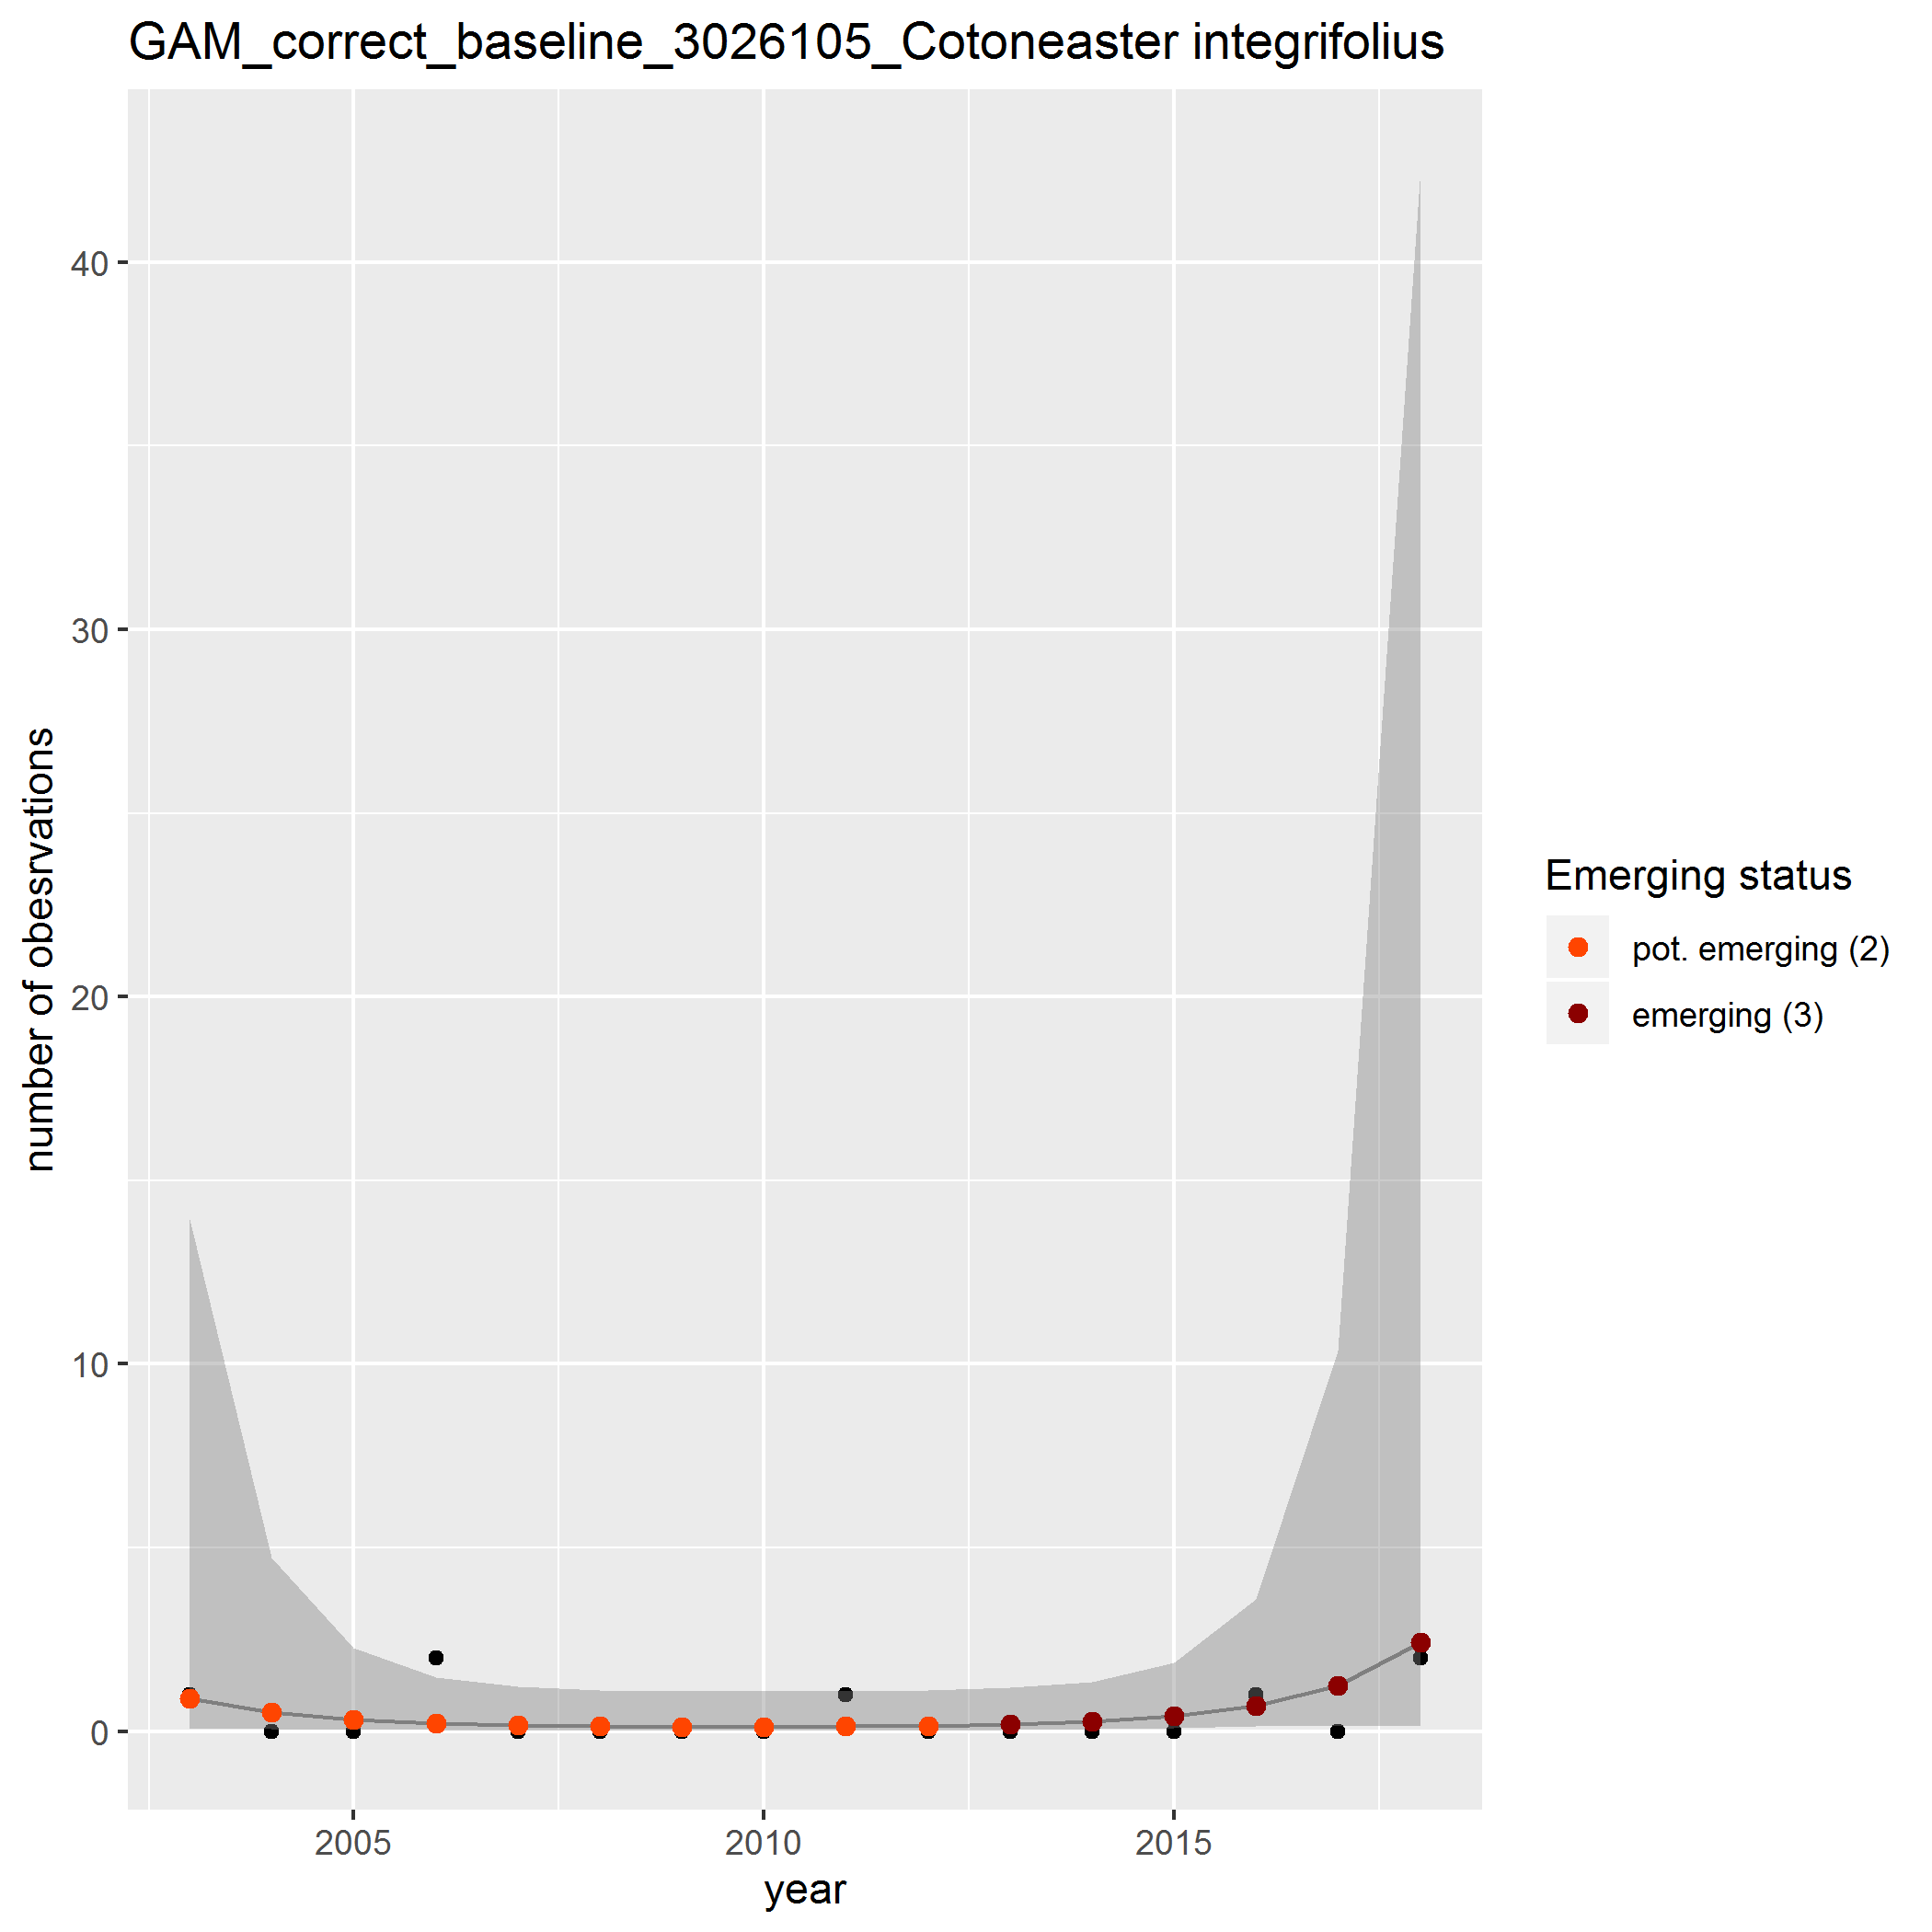 GAM_correct_baseline_3026105_Cotoneaster integrifolius
number of obesrvations
40
30
20
10
0
2005 2010 2015
year
Emerging status
pot. emerging (2)
emerging (3)